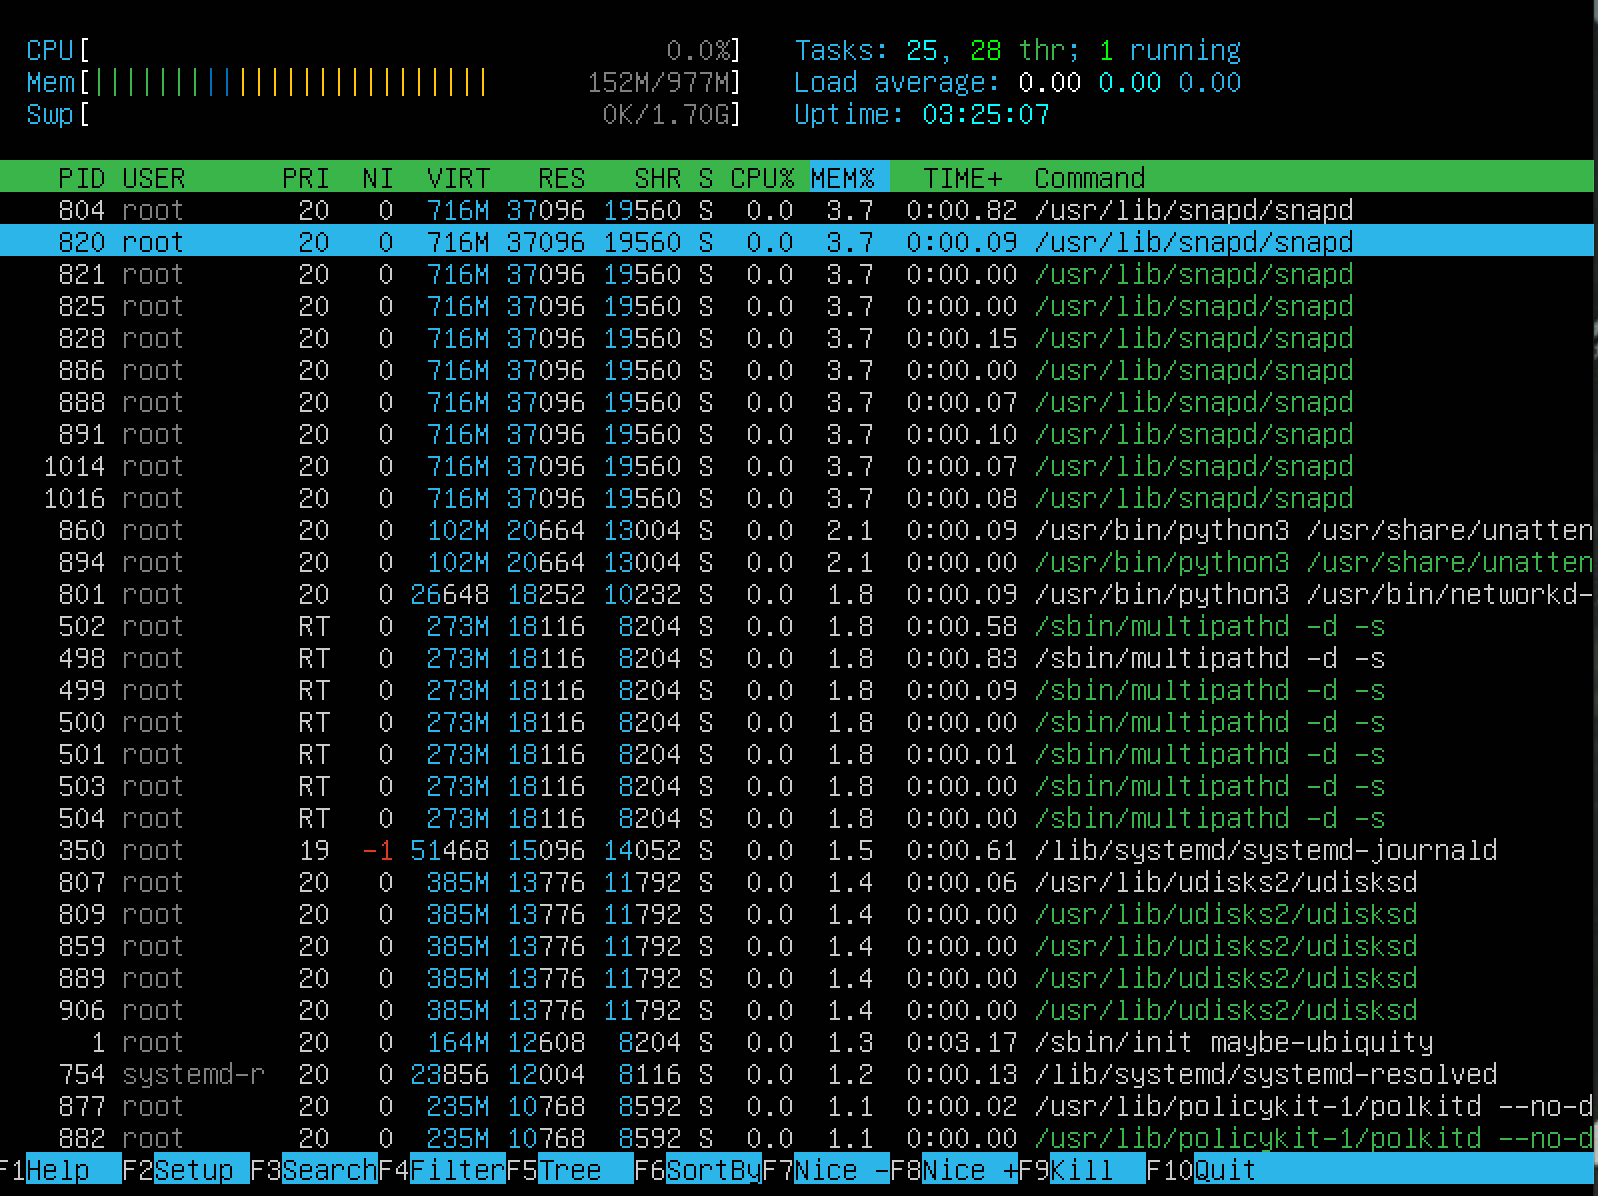 CPU[ 0.0%] Tasks: 25, 28 thr; 1 running
Mem[|||||||||||||||||||||||||152M/977M] Load average: 0.00 0.00 0.00
Swp[ 0K/1.70G] Uptime: 03:25:07
PID USER PRI NI VIRT RES SHR S CPU% MEM% TIME+ Command
804 root 20 0 716M 37096 19560 S 0.0 3.7 0:00.82 /usr/lib/snapd/snapd
820 root 20 0 716M 37096 19560 S 0.0 3.7 0:00.09 /usr/lib/snapd/snapd
821 root 20 0 716M 37096 19560 S 0.0 3.7 0:00.00 /usr/lib/snapd/snapd
825 root 20 0 716M 37096 19560 S 0.0 3.7 0:00.00 /usr/lib/snapd/snapd
828 root 20 0 716M 37096 19560 S 0.0 3.7 0:00.15 /usr/lib/snapd/snapd
886 root 20 0 716M 37096 19560 S 0.0 3.7 0:00.00 /usr/lib/snapd/snapd
888 root 20 0 716M 37096 19560 S 0.0 3.7 0:00.07 /usr/lib/snapd/snapd
891 root 20 0 716M 37096 19560 S 0.0 3.7 0:00.10 /usr/lib/snapd/snapd
1014 root 20 0 716M 37096 19560 S 0.0 3.7 0:00.07 /usr/lib/snapd/snapd
1016 root 20 0 716M 37096 19560 S 0.0 3.7 0:00.08 /usr/lib/snapd/snapd
860 root 20 0 102M 20664 13004 S 0.0 2.1 0:00.09 /usr/bin/python3 /usr/share/unatten
894 root 20 0 102M 20664 13004 S 0.0 2.1 0:00.00 /usr/bin/python3 /usr/share/unatten
801 root 20 0 26648 18252 10232 S 0.0 1.8 0:00.09 /usr/bin/python3 /usr/bin/networkd-
502 root RT 0 273M 18116 8204 S 0.0 1.8 0:00.58 /sbin/multipathd -d -s
498 root RT 0 273M 18116 8204 S 0.0 1.8 0:00.83 /sbin/multipathd -d -s
499 root RT 0 273M 18116 8204 S 0.0 1.8 0:00.09 /sbin/multipathd -d -s
500 root RT 0 273M 18116 8204 S 0.0 1.8 0:00.00 /sbin/multipathd -d -s
501 root RT 0 273M 18116 8204 S 0.0 1.8 0:00.01 /sbin/multipathd -d -s
503 root RT 0 273M 18116 8204 S 0.0 1.8 0:00.00 /sbin/multipathd -d -s
504 root RT 0 273M 18116 8204 S 0.0 1.8 0:00.00 /sbin/multipathd -d -s
350 root 19 -1 51468 15096 14052 S 0.0 1.5 0:00.61 /lib/systemd/systemd-journald
807 root 20 0 385M 13776 11792 S 0.0 1.4 0:00.06 /usr/lib/udisks2/udisksd
809 root 20 0 385M 13776 11792 S 0.0 1.4 0:00.00 /usr/lib/udisks2/udisksd
859 root 20 0 385M 13776 11792 S 0.0 1.4 0:00.00 /usr/lib/udisks2/udisksd
889 root 20 0 385M 13776 11792 S 0.0 1.4 0:00.00 /usr/lib/udisks2/udisksd
906 root 20 0 385M 13776 11792 S 0.0 1.4 0:00.00 /usr/lib/udisks2/udisksd
1 root 20 0 164M 12608 8204 S 0.0 1.3 0:03.17 /sbin/init maybe-ubiquity
754 systemd-r 20 0 23856 12004 8116 S 0.0 1.2 0:00.13 /lib/systemd/systemd-resolved
877 root 20 0 235M 10768 8592 S 0.0 1.1 0:00.02 /usr/lib/policykit-1/polkitd --no-d
882 root 20 0 235M 10768 8592 S 0.0 1.1 0:00.00 /usr/lib/policykit-1/polkitd --no-d
F1Help F2Setup F3SearchF4FilterF5Tree F6SortByF7Nice -F8Nice +F9Kill F10Quit